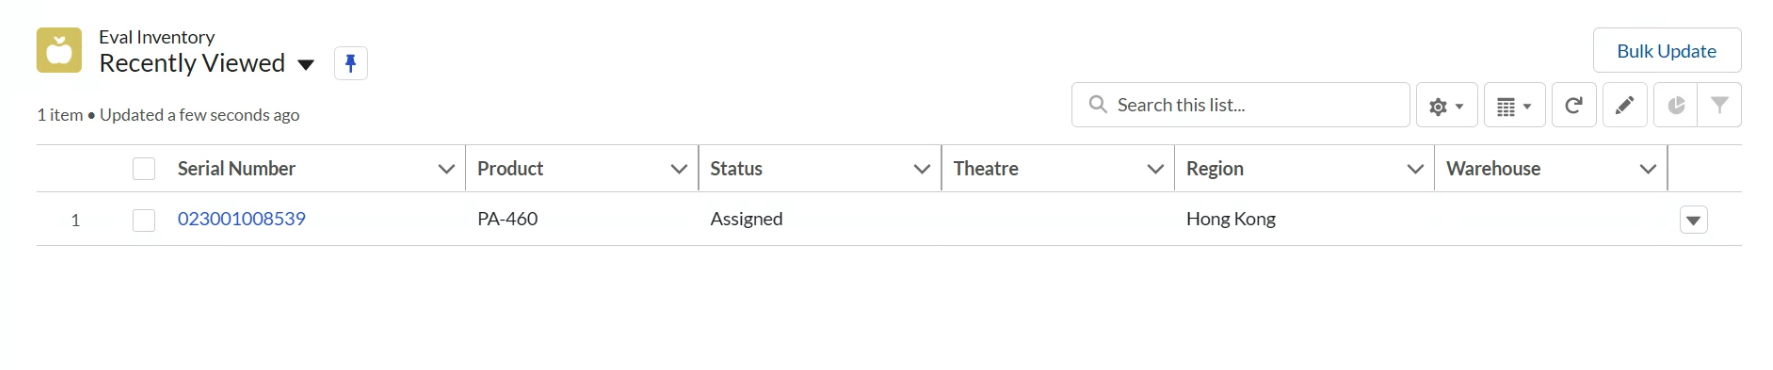 Eval Inventory
Recently Viewed
Bulk Update
1 item • Updated a few seconds ago
Search this list...
Serial Number Product Status Theatre Region Warehouse
1 023001008539 PA-460 Assigned Hong Kong